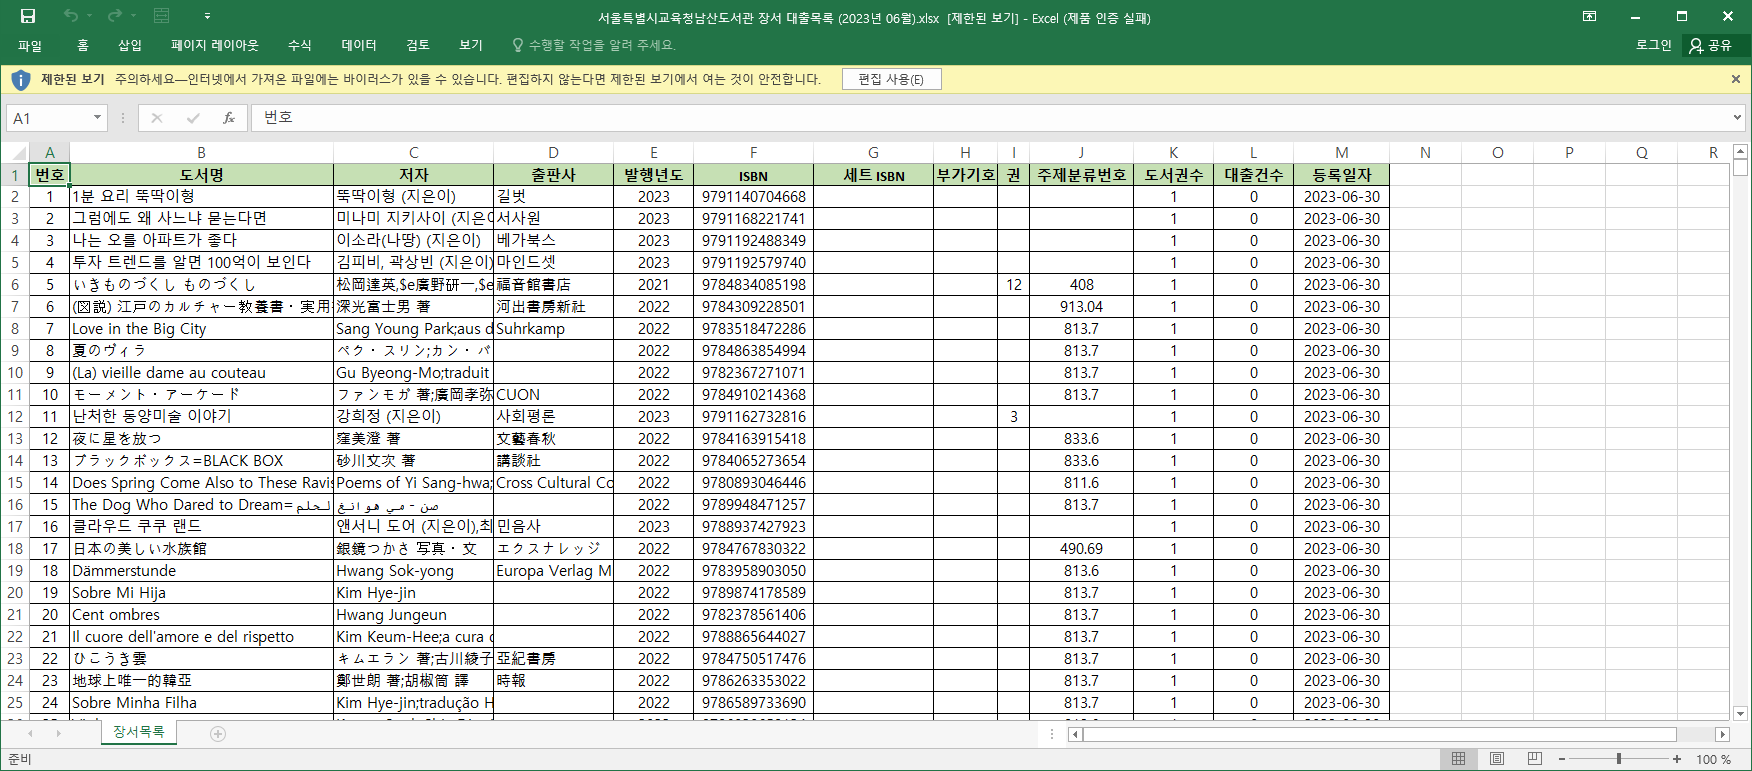 서울특별시교육청남산도서관 장서 대출목록 (2023년 06월).xlsx [제한된 보기] - Excel (제품 인증 실패)
파일 홈 삽입 페이지 레이아웃 수식 데이터 검토 보기 수행할 작업을 알려 주세요. 로그인 공유
제한된 보기 주의하세요—인터넷에서 가져온 파일에는 바이러스가 있을 수 있습니다. 편집하지 않는다면 제한된 보기에서 여는 것이 안전합니다. 편집 사용(E)
A1 fx 번호
A B C D E F G H I J K L M N O P Q R
1 번호 도서명 저자 출판사 발행년도 ISBN 세트 ISBN 부가기호 권 주제분류번호 도서권수 대출건수 등록일자
2 1 1분 요리 뚝딱이형 뚝딱이형 (지은이) 길벗 2023 9791140704668 1 0 2023-06-30
3 2 그럼에도 왜 사느냐 묻는다면 미나미 지키사이 (지은 서사원 2023 9791168221741 1 0 2023-06-30
4 3 나는 오를 아파트가 좋다 이소라(나땅) (지은이) 베가북스 2023 9791192488349 1 0 2023-06-30
5 4 투자 트렌드를 알면 100억이 보인다 김피비, 곽상빈 (지은이) 마인드셋 2023 9791192579740 1 0 2023-06-30
6 5 いきものづくし ものづくし 松岡達英,$e廣野研一,$e 福音館書店 2021 9784834085198 12 408 1 0 2023-06-30
7 6 (図説) 江戸のカルチャー教養書・実用 深光富士男 著 河出書房新社 2022 9784309228501 913.04 1 0 2023-06-30
8 7 Love in the Big City Sang Young Park;aus d Suhrkamp 2022 9783518472286 813.7 1 0 2023-06-30
9 8 夏のヴィラ ペク・スリン;カン・バ 2022 9784863854994 813.7 1 0 2023-06-30
10 9 (La) vieille dame au couteau Gu Byeong-Mo;traduit 2022 9782367271071 813.7 1 0 2023-06-30
11 10 モーメント・アーケード ファンモガ 著;廣岡孝弥 CUON 2022 9784910214368 813.7 1 0 2023-06-30
12 11 난처한 동양미술 이야기 강희정 (지은이) 사회평론 2023 9791162732816 3 1 0 2023-06-30
13 12 夜に星を放つ 窪美澄 著 文藝春秋 2022 9784163915418 833.6 1 0 2023-06-30
14 13 ブラックボックス=BLACK BOX 砂川文次 著 講談社 2022 9784065273654 833.6 1 0 2023-06-30
15 14 Does Spring Come Also to These Ravis Poems of Yi Sang-hwa; Cross Cultural Co 2022 9780893046446 811.6 1 0 2023-06-30
16 15 The Dog Who Dared to Dream= لحلم صن - مي هوانغ 2022 9789948471257 813.7 1 0 2023-06-30
17 16 클라우드 쿠쿠 랜드 앤서니 도어 (지은이),최 민음사 2023 9788937427923 1 0 2023-06-30
18 17 日本の美しい水族館 銀鏡つかさ 写真・文 エクスナレッジ 2022 9784767830322 490.69 1 0 2023-06-30
19 18 Dämmerstunde Hwang Sok-yong Europa Verlag M 2022 9783958903050 813.6 1 0 2023-06-30
20 19 Sobre Mi Hija Kim Hye-jin 2022 9789874178589 813.7 1 0 2023-06-30
21 20 Cent ombres Hwang Jungeun 2022 9782378561406 813.7 1 0 2023-06-30
22 21 Il cuore dell'amore e del rispetto Kim Keum-Hee;a cura 2022 9788865644027 813.7 1 0 2023-06-30
23 22 ひこうき雲 キムエラン 著;古川綾子 亞紀書房 2022 9784750517476 813.7 1 0 2023-06-30
24 23 地球上唯一的韓亞 鄭世朗 著;胡椒筒 譯 時報 2022 9786263353022 813.7 1 0 2023-06-30
25 24 Sobre Minha Filha Kim Hye-jin;tradução H 2022 9786589733690 813.7 1 0 2023-06-30
장서목록
준비 100 %